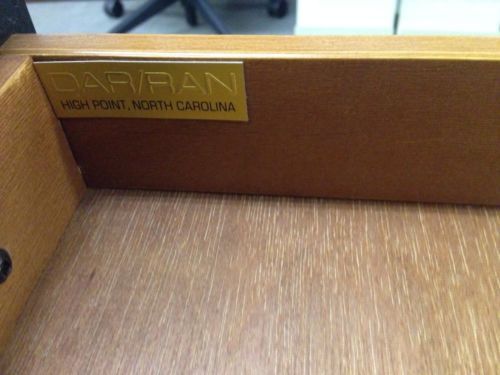 DAR/RAN
HIGH POINT, NORTH CAROLINA